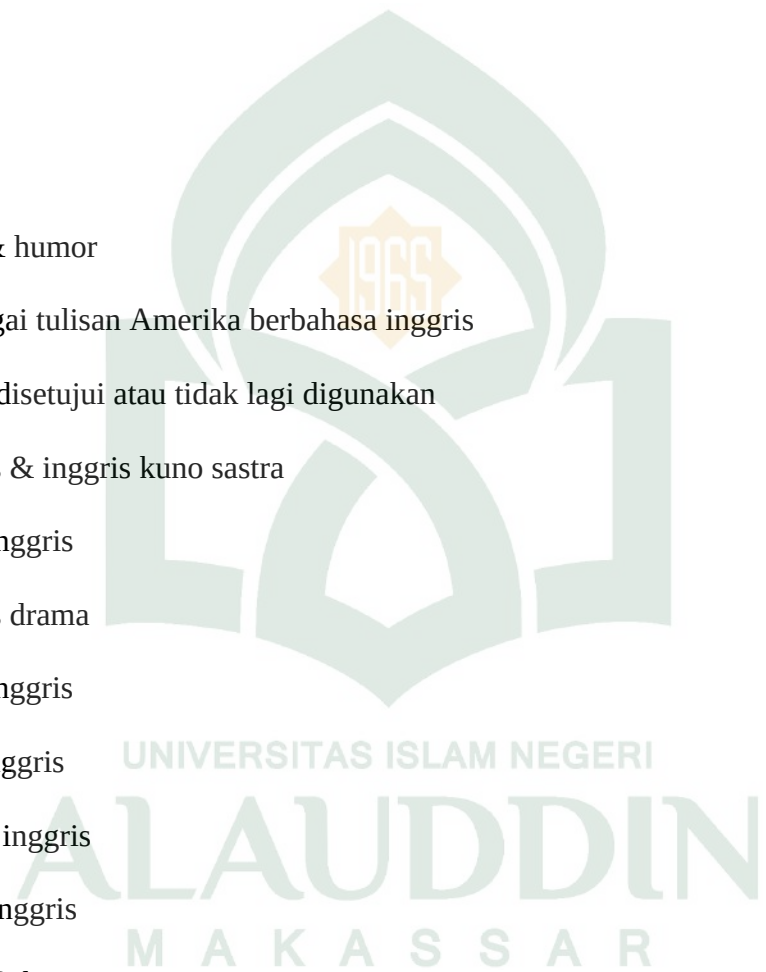 & humor
1965
gai tulisan Amerika berbahasa inggris
disetujui atau tidak lagi digunakan
& inggris kuno sastra
nggris
drama
nggris
UNIVERSITAS ISLAM NEGERI
ggris
ALAUDDIN
inggris
nggris
MAKASSAR